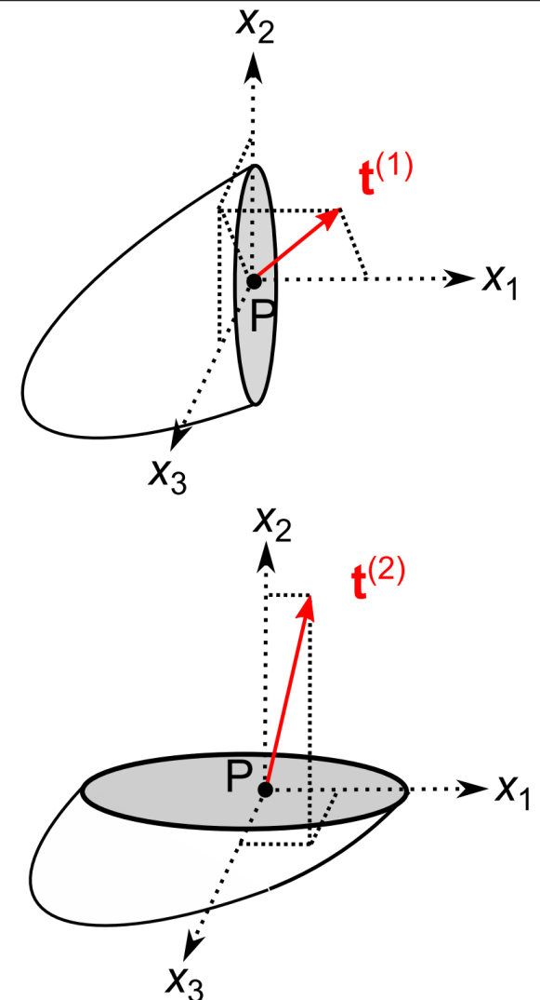 x₂
t⁽¹⁾
x₁
P
x₃
x₂
t⁽²⁾
P
x₁
x₃